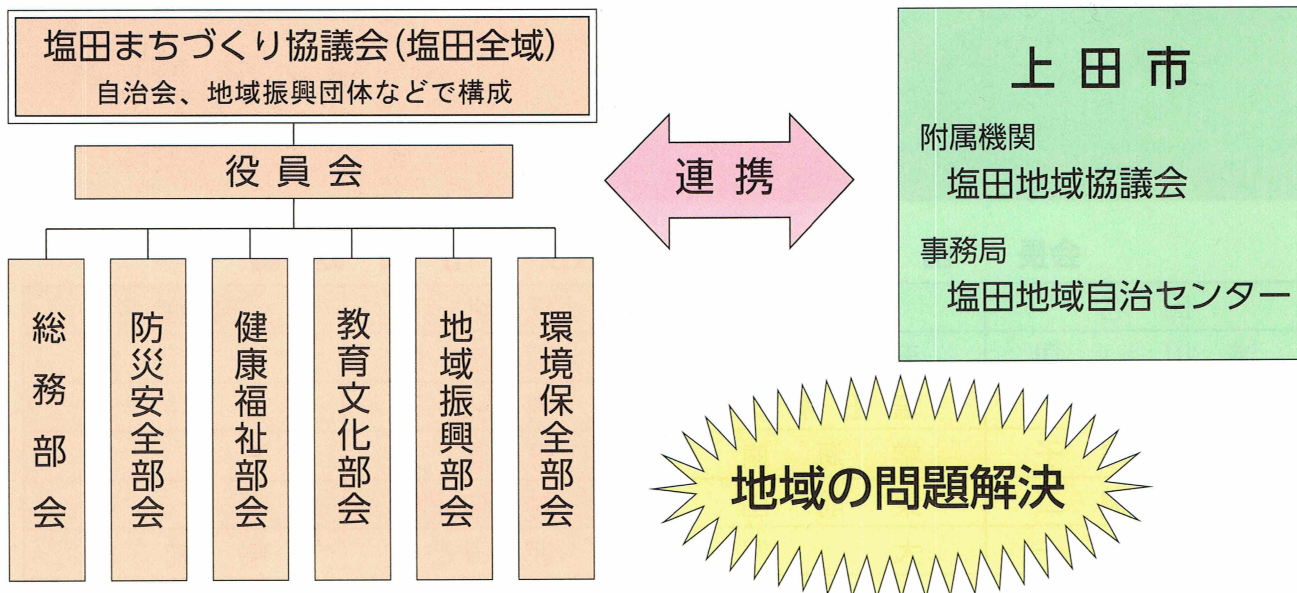 塩田まちづくり協議会(塩田全域)
自治会、地域振興団体などで構成
役員会
総務部会
防災安全部会
健康福祉部会
教育文化部会
地域振興部会
環境保全部会
連携
上田市
附属機関
塩田地域協議会
事務局
塩田地域自治センター
地域の問題解決